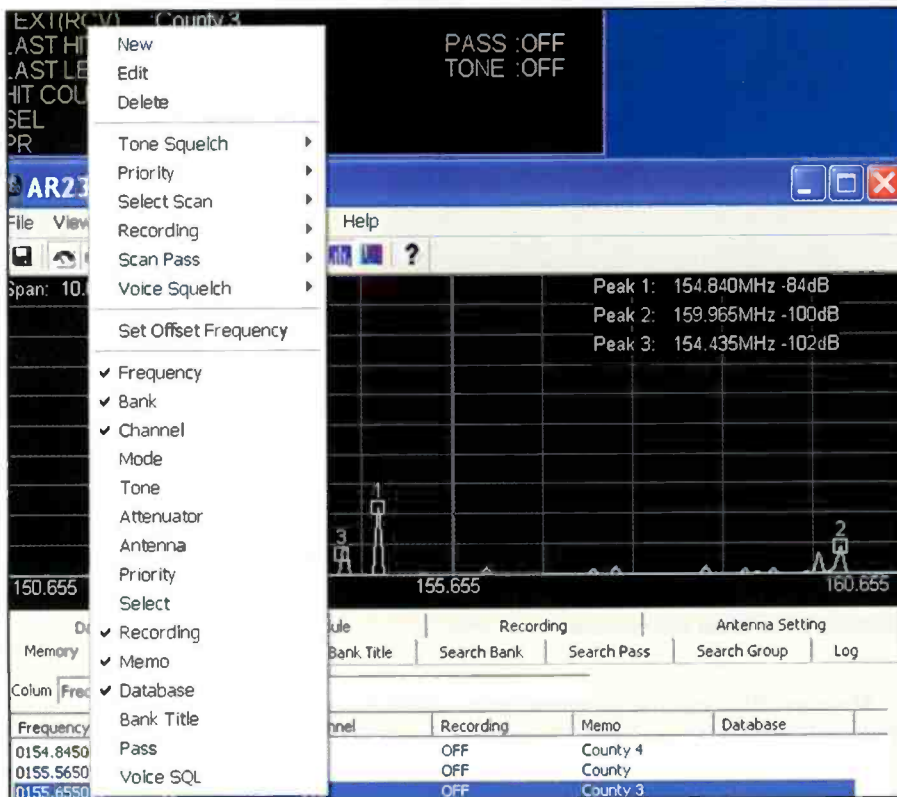 EXT(RCV) :County 3
AST HI
AST LE
HIT COU
SEL
PR
PASS :OFF
TONE :OFF
New
Edit
Delete
Tone Squelch
Priority
Select Scan
Recording
Scan Pass
Voice Squelch
Set Offset Frequency
✓ Frequency
✓ Bank
✓ Channel
Mode
Tone
Attenuator
Antenna
Priority
Select
✓ Recording
✓ Memo
✓ Database
Bank Title
Pass
Voice SQL
AR23
File View Help
?
Span: 10.
Peak 1: 154.840MHz -84dB
Peak 2: 159.965MHz -100dB
Peak 3: 154.435MHz -102dB
1
3
2
150.655 155.655 160.655
Recording Antenna Setting
Memory Bank Title Search Bank Search Pass Search Group Log
Colum Freq
Frequency nnel Recording Memo Database
0154.8450 OFF County 4
0155.5650 OFF County
0155.6550 OFF County 3